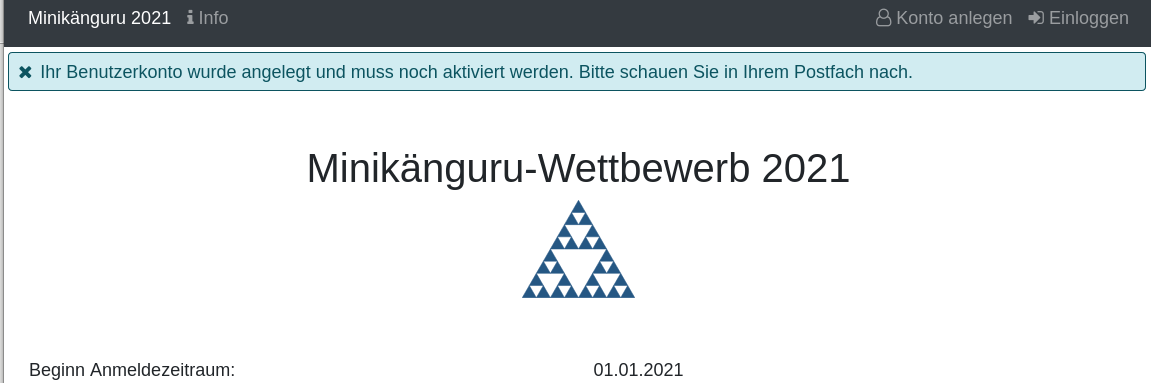 Minikänguru 2021 Info Konto anlegen Einloggen
Ihr Benutzerkonto wurde angelegt und muss noch aktiviert werden. Bitte schauen Sie in Ihrem Postfach nach.
Minikänguru-Wettbewerb 2021
Beginn Anmeldezeitraum: 01.01.2021